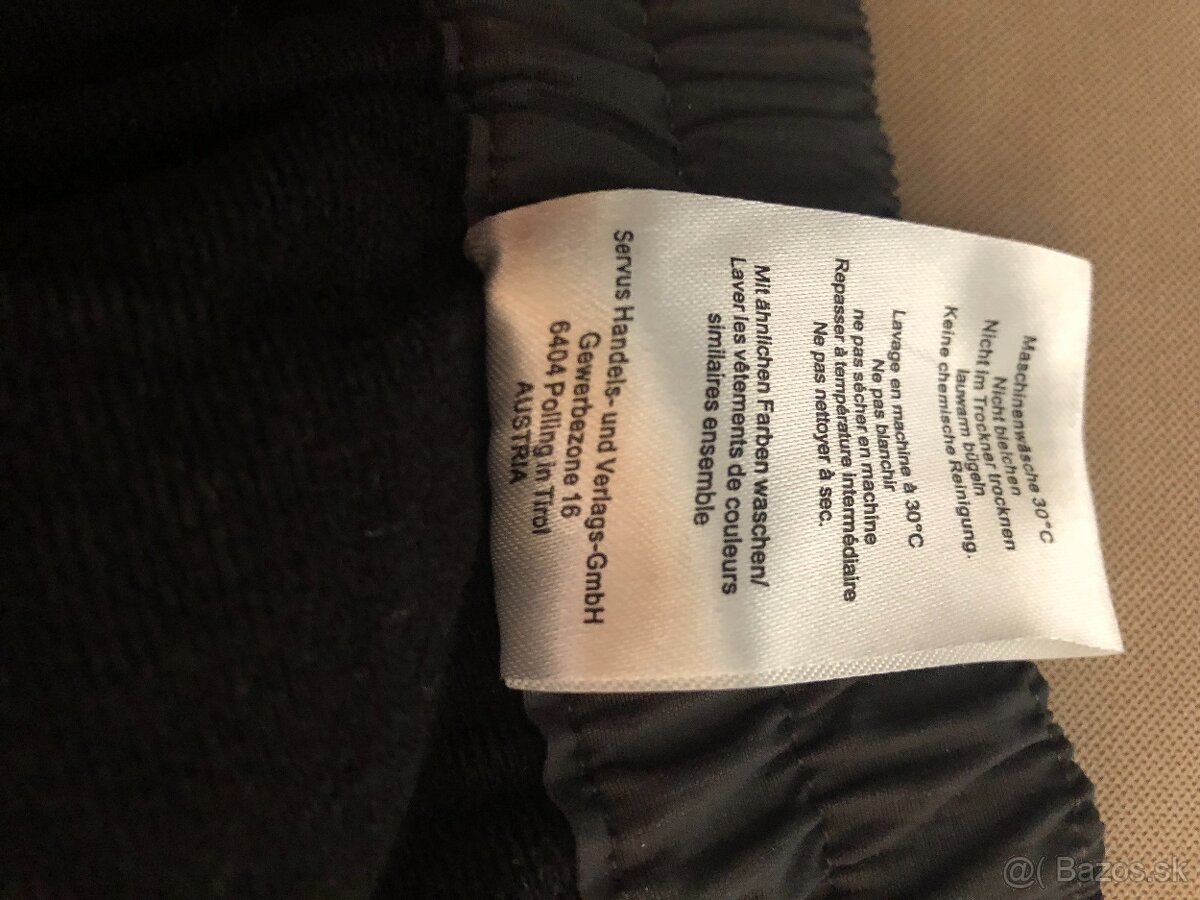 Maschinenwäsche 30°C
Nicht bleichen
Nicht im Trockner trocknen
lauwarm bügeln
Keine chemische Reinigung.
Lavage en machine à 30°C
Ne pas blanchir
ne pas sécher en machine
Repasser à température intermédiaire
Ne pas nettoyer à sec.
Mit ähnlichen Farben waschen/
Laver les vêtements de couleurs
similaires ensemble
Servus Handels- und Verlags-GmbH
Gewerbezone 16
6404 Polling in Tirol
AUSTRIA
@( Bazos.sk